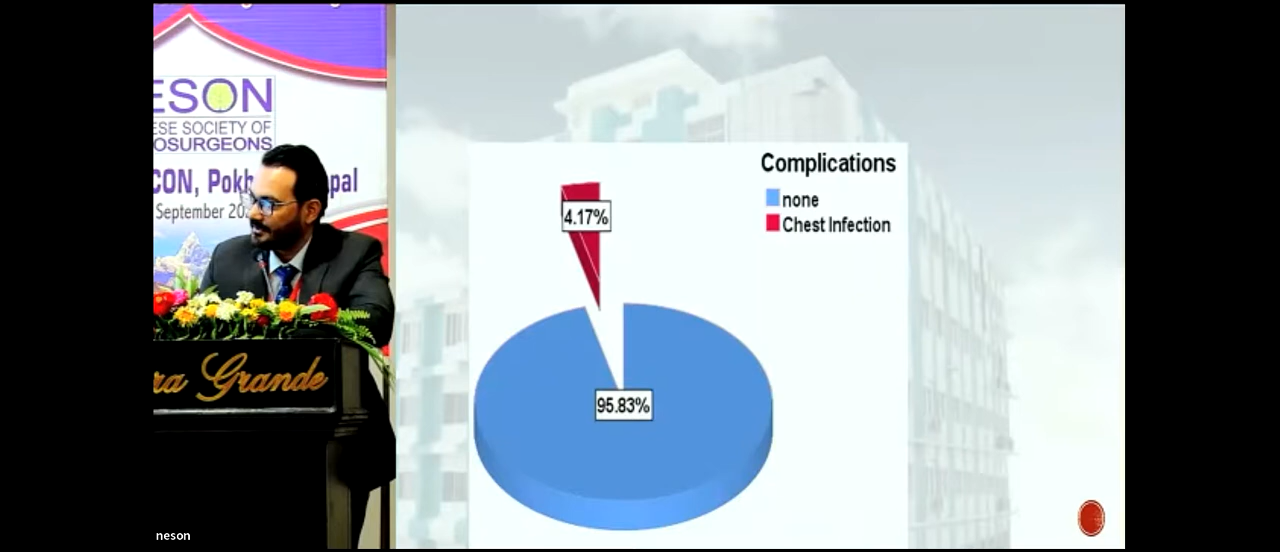 ESON
ESE SOCIETY OF
OSURGEONS
CON, Pokh pal
September 20
ra Grande
neson
Complications
none
Chest Infection
4.17%
95.83%